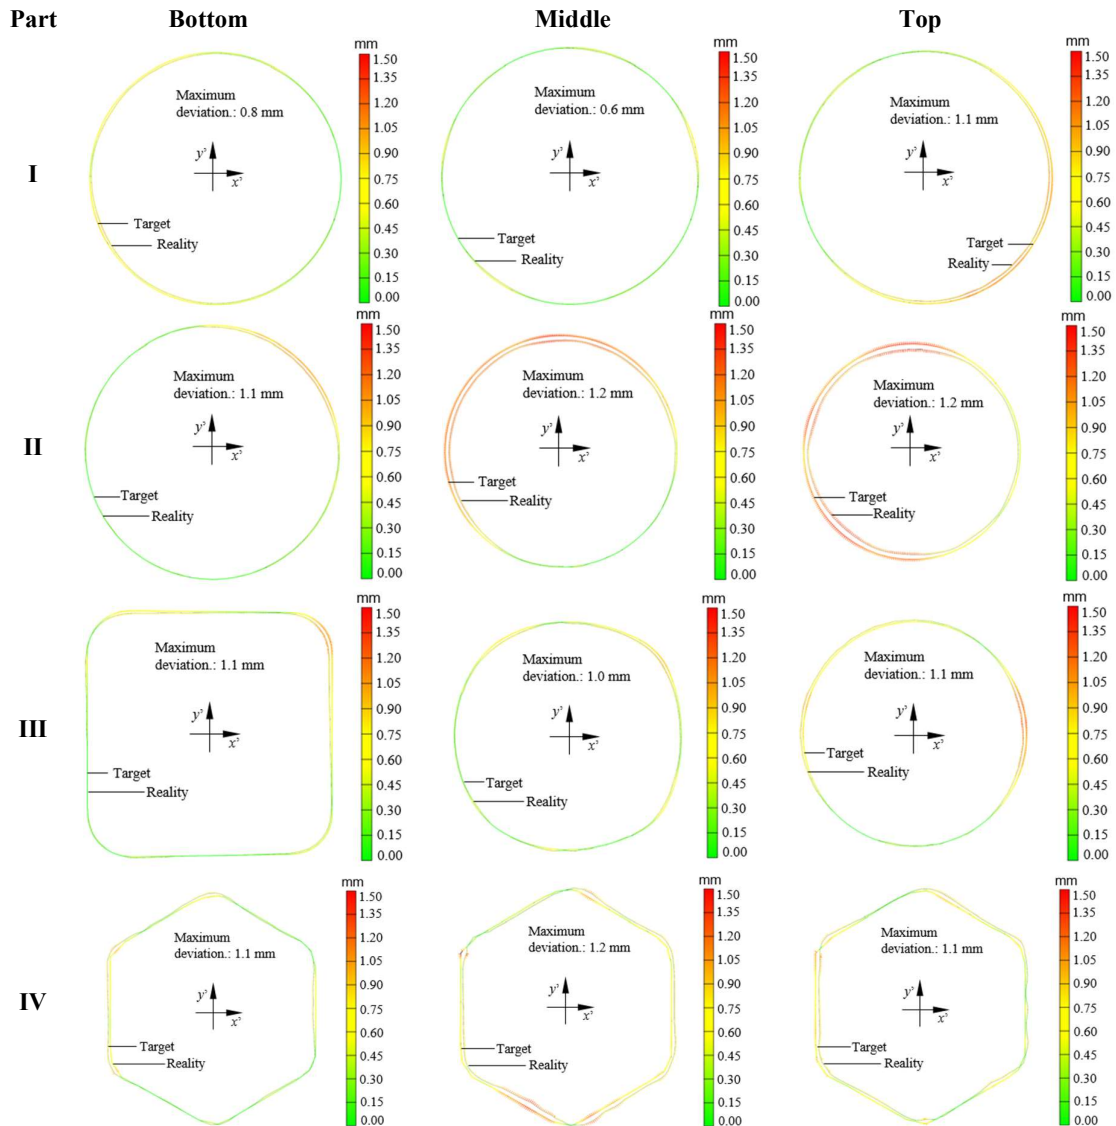 Part Bottom Middle Top
I
mm
1.50
1.35
1.20
1.05
0.90
0.75
0.60
0.45
0.30
0.15
0.00
Maximum
deviation.: 0.8 mm
y’
x’
Target
Reality
mm
1.50
1.35
1.20
1.05
0.90
0.75
0.60
0.45
0.30
0.15
0.00
Maximum
deviation.: 0.6 mm
y’
x’
Target
Reality
mm
1.50
1.35
1.20
1.05
0.90
0.75
0.60
0.45
0.30
0.15
0.00
Maximum
deviation.: 1.1 mm
y’
x’
Target
Reality
II
mm
1.50
1.35
1.20
1.05
0.90
0.75
0.60
0.45
0.30
0.15
0.00
Maximum
deviation.: 1.1 mm
y’
x’
Target
Reality
mm
1.50
1.35
1.20
1.05
0.90
0.75
0.60
0.45
0.30
0.15
0.00
Maximum
deviation.: 1.2 mm
y’
x’
Target
Reality
mm
1.50
1.35
1.20
1.05
0.90
0.75
0.60
0.45
0.30
0.15
0.00
Maximum
deviation.: 1.2 mm
y’
x’
Target
Reality
III
mm
1.50
1.35
1.20
1.05
0.90
0.75
0.60
0.45
0.30
0.15
0.00
Maximum
deviation.: 1.1 mm
y’
x’
Target
Reality
mm
1.50
1.35
1.20
1.05
0.90
0.75
0.60
0.45
0.30
0.15
0.00
Maximum
deviation.: 1.0 mm
y’
x’
Target
Reality
mm
1.50
1.35
1.20
1.05
0.90
0.75
0.60
0.45
0.30
0.15
0.00
Maximum
deviation.: 1.1 mm
y’
x’
Target
Reality
IV
mm
1.50
1.35
1.20
1.05
0.90
0.75
0.60
0.45
0.30
0.15
0.00
Maximum
deviation.: 1.1 mm
y’
x’
Target
Reality
mm
1.50
1.35
1.20
1.05
0.90
0.75
0.60
0.45
0.30
0.15
0.00
Maximum
deviation.: 1.2 mm
y’
x’
Target
Reality
mm
1.50
1.35
1.20
1.05
0.90
0.75
0.60
0.45
0.30
0.15
0.00
Maximum
deviation.: 1.1 mm
y’
x’
Target
Reality